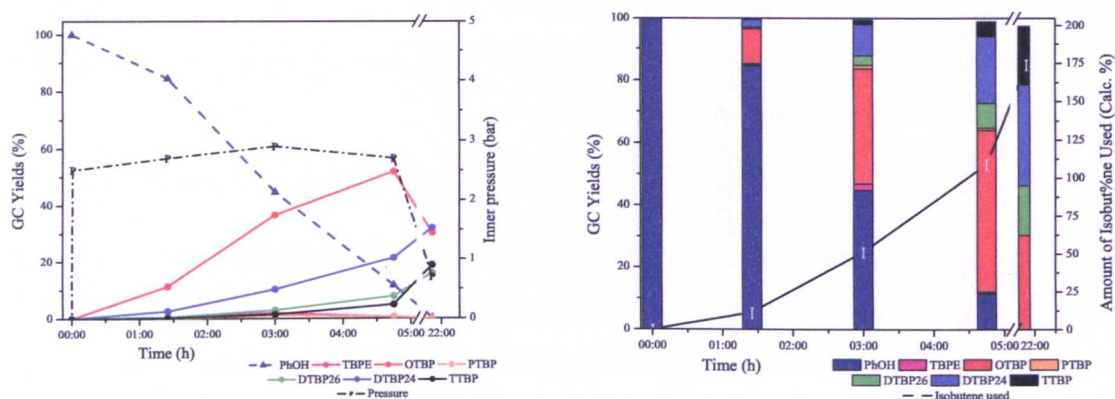 100
80
60
40
20
0
GC Yields (%)
5
4
3
2
1
0
Inner pressure (bar)
00:00 01:00 02:00 03:00 04:00 05:00 22:00
Time (h)
PhOH TBPE OTBP PTBP
DTBP26 DTBP24 TTBP
Pressure
100
80
60
40
20
0
GC Yields (%)
200
175
150
125
100
75
50
25
0
Amount of Isobut%ne Used (Calc. %)
00:00 01:00 02:00 03:00 04:00 05:00 22:00
Time (h)
PhOH TBPE OTBP PTBP
DTBP26 DTBP24 TTBP
Isobutene used